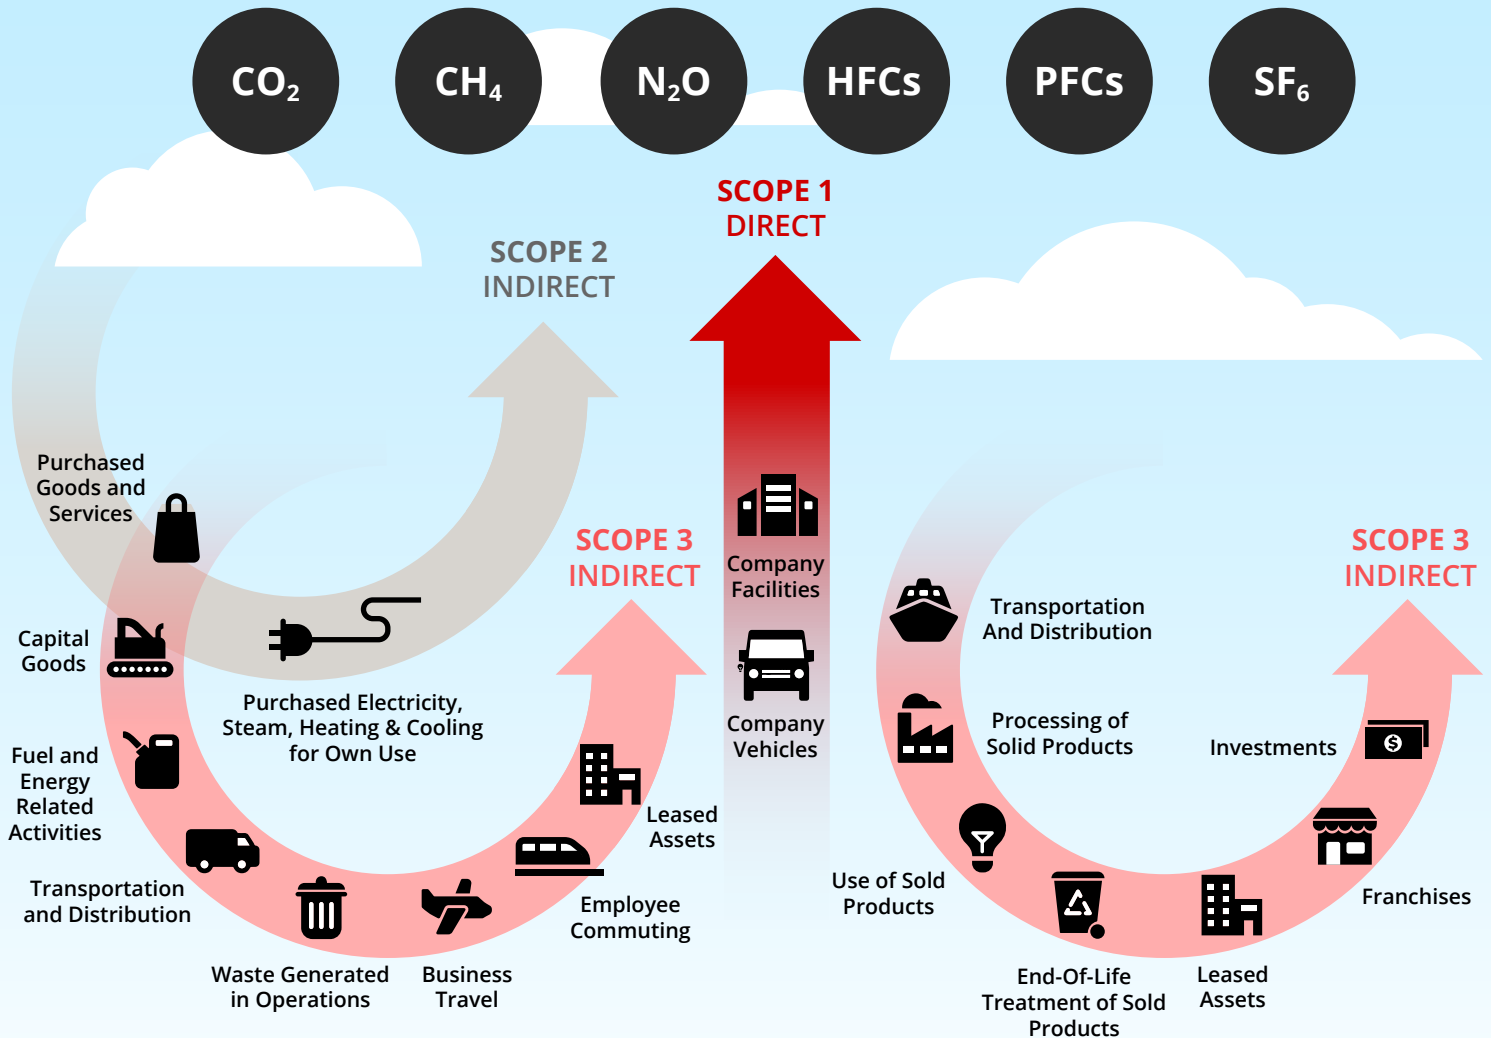 CO₂
CH₄
N₂O
HFCs
PFCs
SF₆
SCOPE 1
DIRECT
SCOPE 2
INDIRECT
Purchased
Goods and
Services
Capital
Goods
Fuel and
Energy
Related
Activities
Transportation
and Distribution
Waste Generated
in Operations
Business
Travel
Employee
Commuting
Leased
Assets
Purchased Electricity,
Steam, Heating & Cooling
for Own Use
SCOPE 3
INDIRECT
Company
Facilities
Company
Vehicles
SCOPE 3
INDIRECT
Transportation
And Distribution
Processing of
Solid Products
Use of Sold
Products
End-Of-Life
Treatment of Sold
Products
Leased
Assets
Franchises
Investments
$